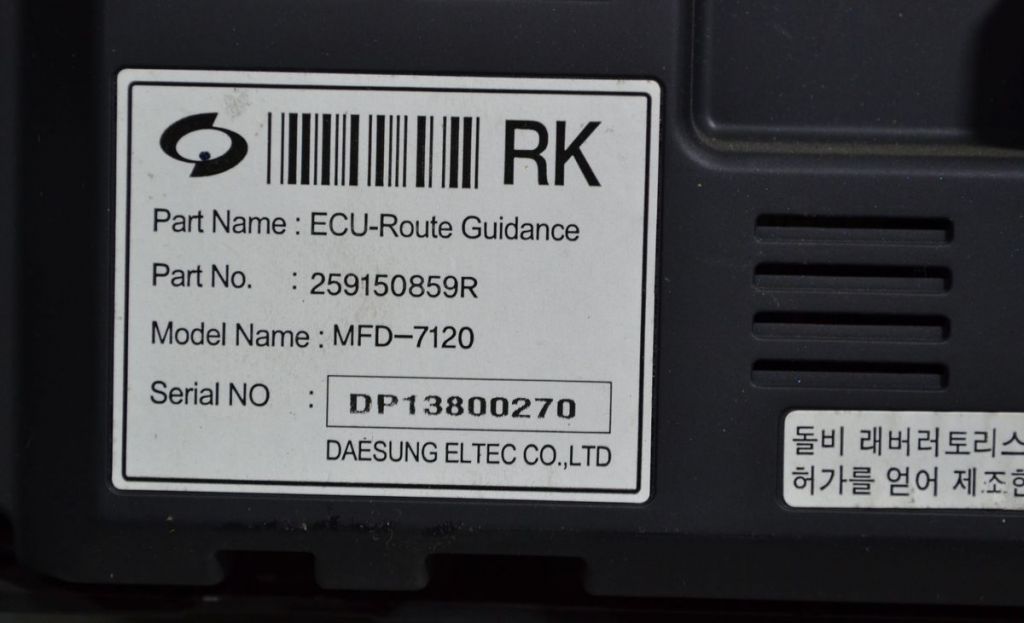 RK
Part Name : ECU-Route Guidance
Part No. : 259150859R
Model Name : MFD-7120
Serial NO : DP13800270
DAESUNG ELTEC CO.,LTD
돌비 래버러토리스
허가를 얻어 제조한